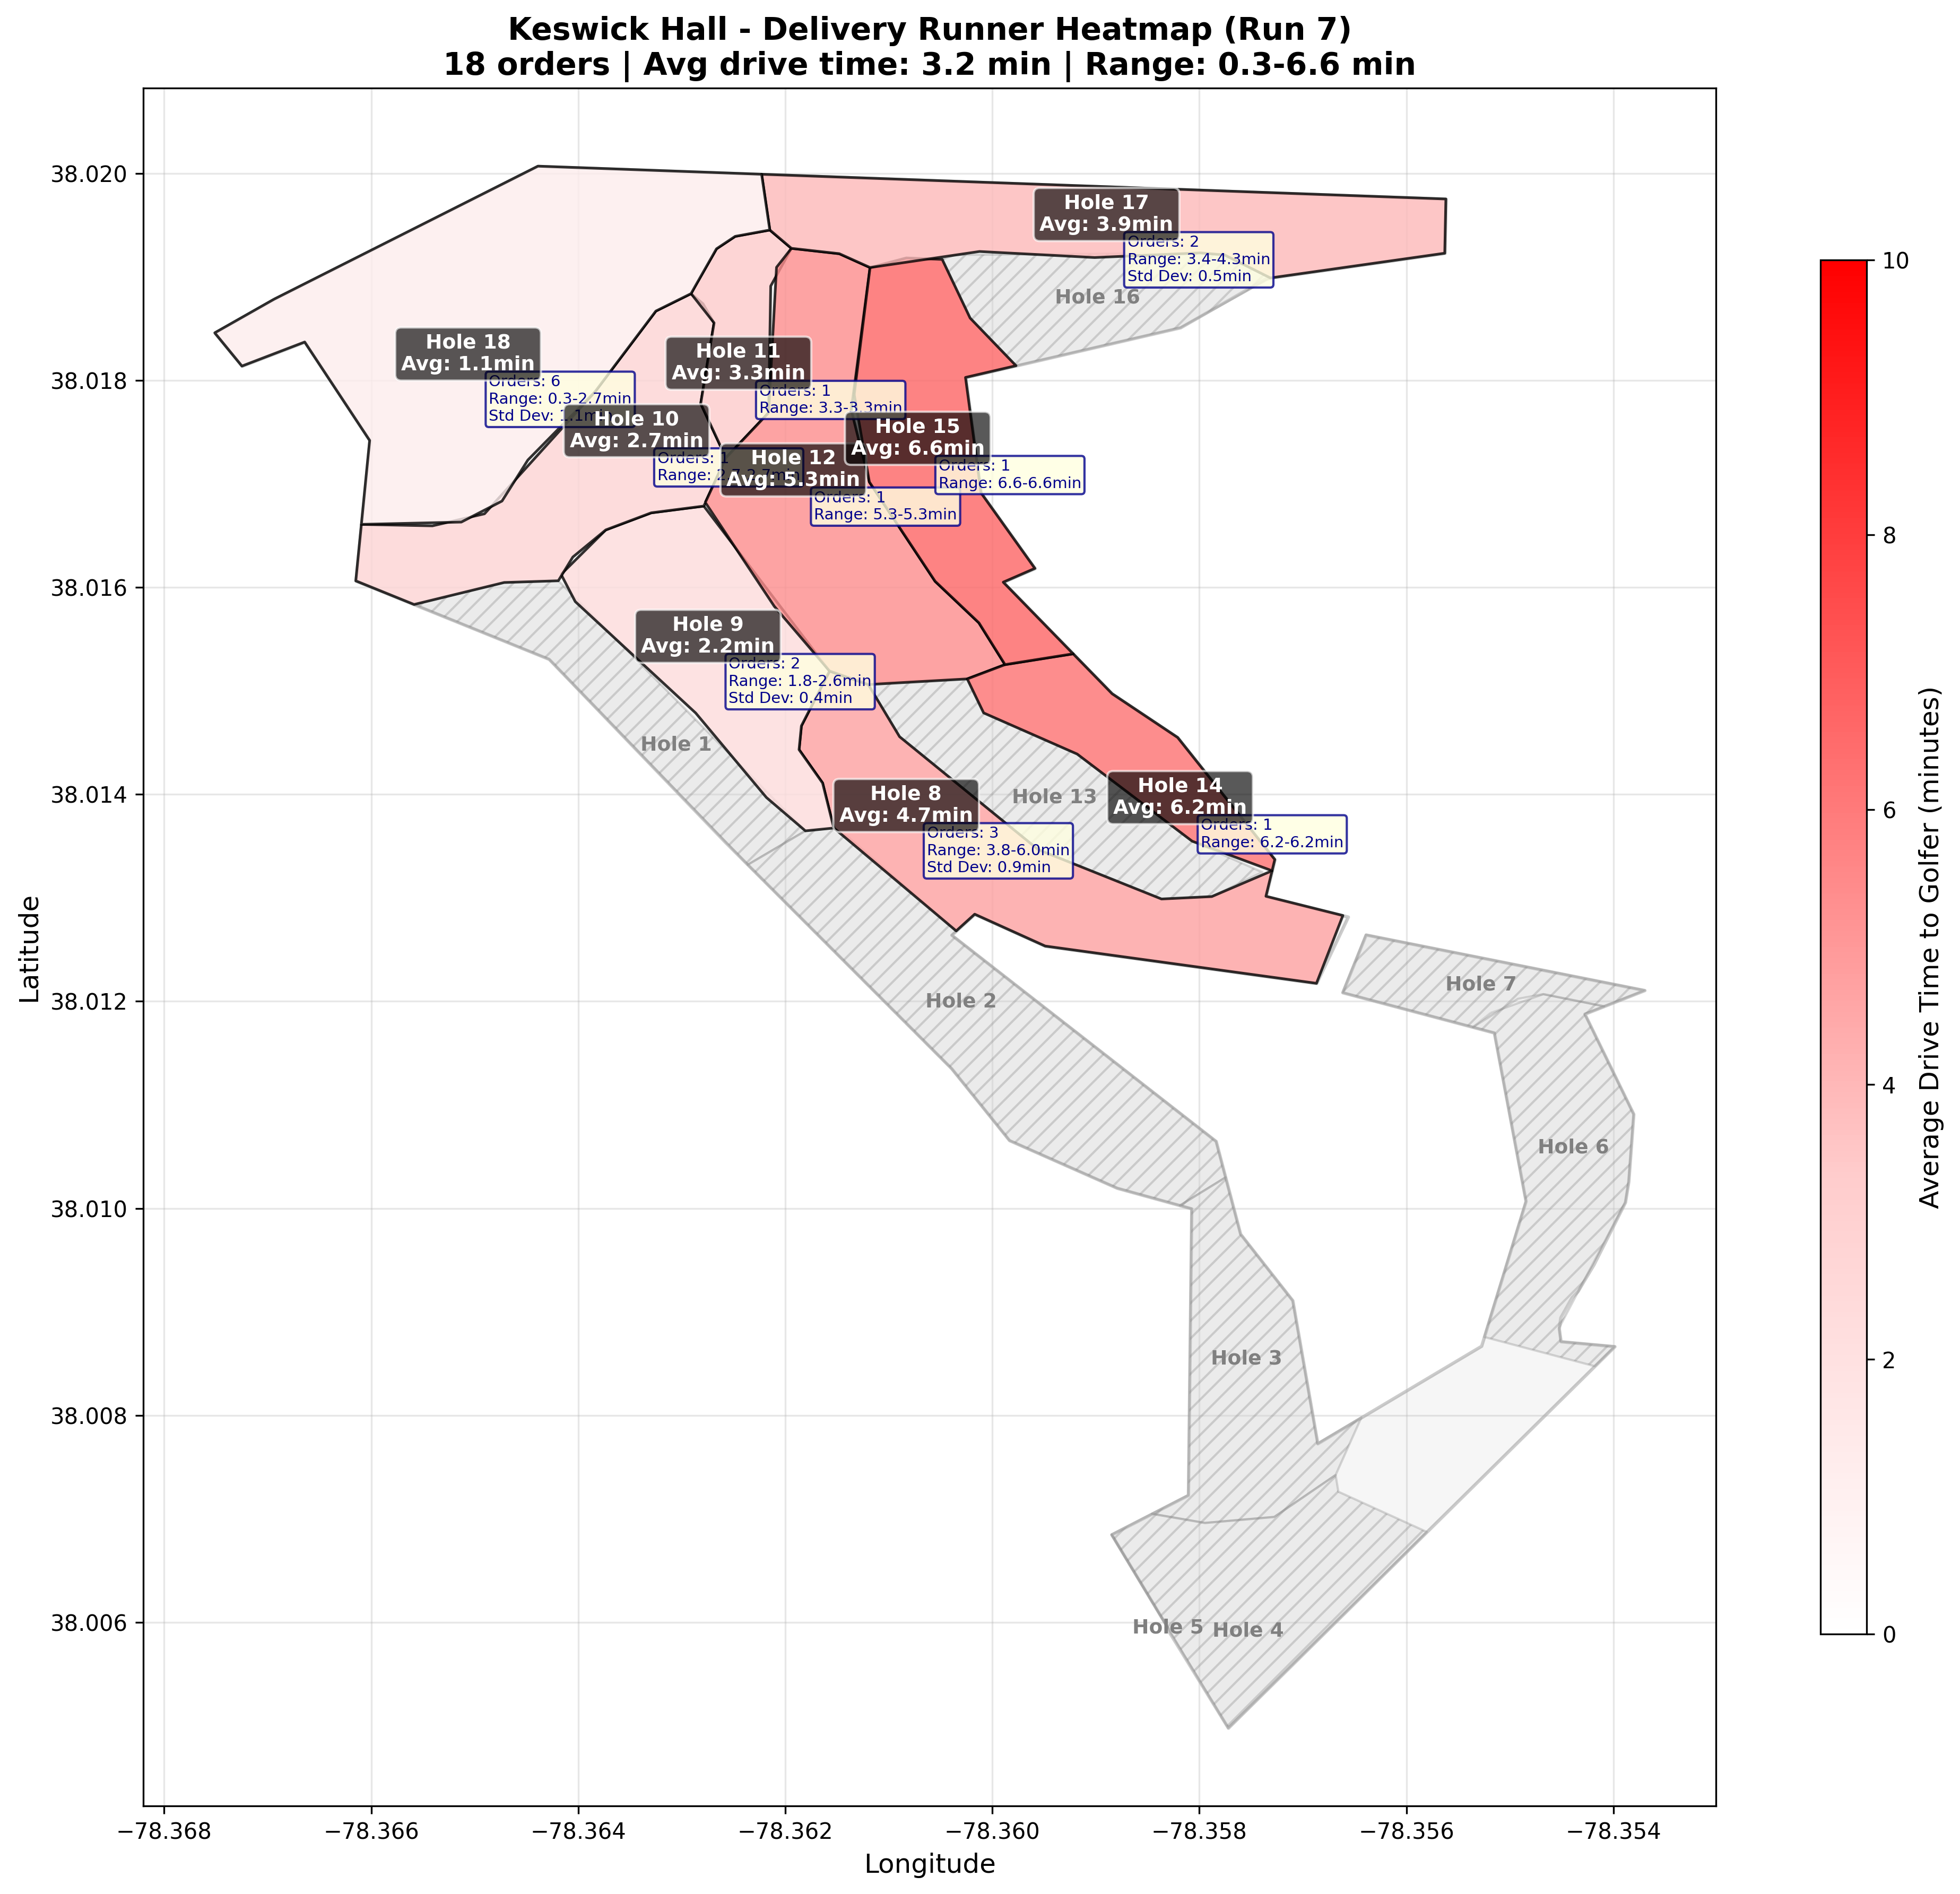 Keswick Hall - Delivery Runner Heatmap (Run 7)
18 orders | Avg drive time: 3.2 min | Range: 0.3-6.6 min
Latitude
38.020
38.018
38.016
38.014
38.012
38.010
38.008
38.006
Hole 17
Avg: 3.9min
Orders: 2
Range: 3.4-4.3min
Std Dev: 0.5min
Hole 16
Hole 18
Avg: 1.1min
Orders: 6
Range: 0.3-2.7min
Std Dev: 1.1min
Hole 11
Avg: 3.3min
Orders: 1
Range: 3.3-3.3min
Hole 10
Avg: 2.7min
Orders: 1
Range: 2.7-2.7min
Hole 15
Avg: 6.6min
Orders: 1
Range: 6.6-6.6min
Hole 12
Avg: 5.3min
Orders: 1
Range: 5.3-5.3min
Hole 9
Avg: 2.2min
Orders: 2
Range: 1.8-2.6min
Std Dev: 0.4min
Hole 1
Hole 8
Avg: 4.7min
Orders: 3
Range: 3.8-6.0min
Std Dev: 0.9min
Hole 13
Hole 14
Avg: 6.2min
Orders: 1
Range: 6.2-6.2min
Hole 2
Hole 7
Hole 6
Hole 3
Hole 5
Hole 4
−78.368
−78.366
−78.364
−78.362
−78.360
−78.358
−78.356
−78.354
Longitude
10
8
6
4
2
0
Average Drive Time to Golfer (minutes)